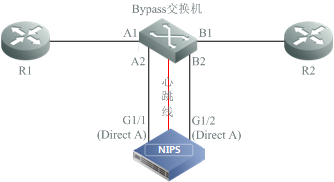 Bypass交换机
A1
B1
A2
B2
R1
R2
心跳线
G1/1
(Direct A)
G1/2
(Direct A)
NIPS